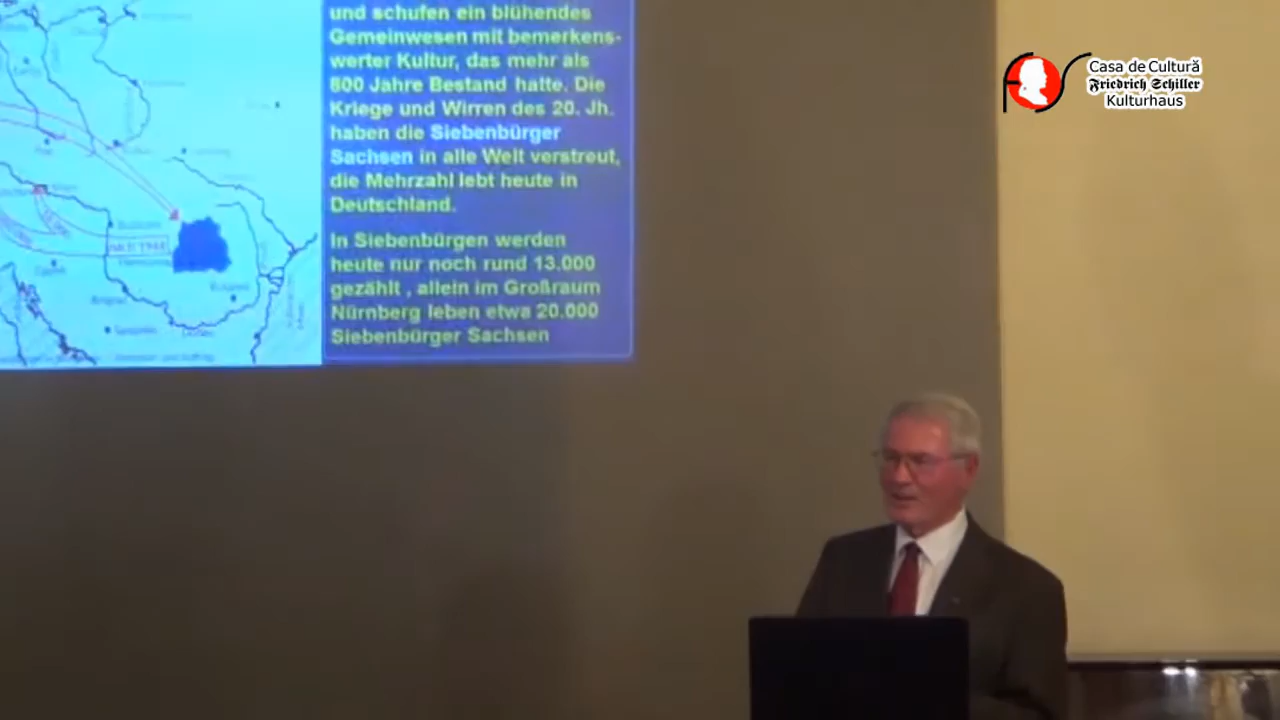 und schufen ein blühendes
Gemeinwesen mit bemerkens-
werter Kultur, das mehr als
800 Jahre Bestand hatte. Die
Kriege und Wirren des 20. Jh.
haben die Siebenbürger
Sachsen in alle Welt verstreut,
die Mehrzahl lebt heute in
Deutschland.
In Siebenbürgen werden
heute nur noch rund 13.000
gezählt , allein im Großraum
Nürnberg leben etwa 20.000
Siebenbürger Sachsen
Casa de Cultură
Friedrich Schiller
Kulturhaus